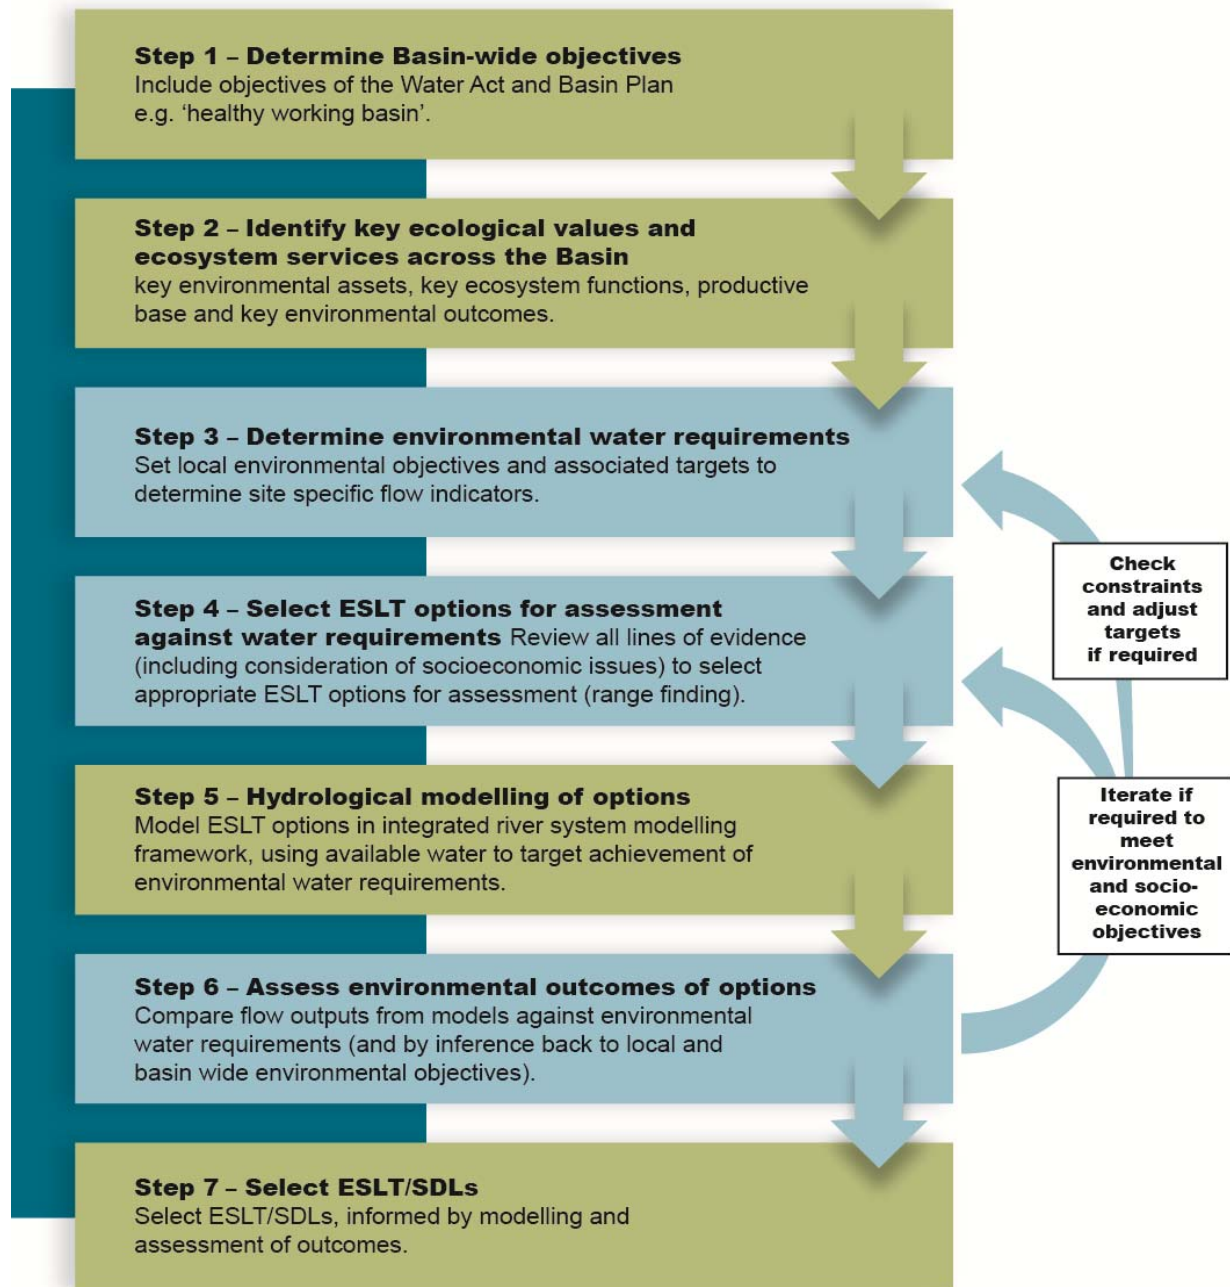 Step 1 – Determine Basin-wide objectives
Include objectives of the Water Act and Basin Plan
e.g. ‘healthy working basin’.
Step 2 – Identify key ecological values and
ecosystem services across the Basin
key environmental assets, key ecosystem functions, productive
base and key environmental outcomes.
Step 3 – Determine environmental water requirements
Set local environmental objectives and associated targets to
determine site specific flow indicators.
Step 4 – Select ESLT options for assessment
against water requirements Review all lines of evidence
(including consideration of socioeconomic issues) to select
appropriate ESLT options for assessment (range finding).
Step 5 – Hydrological modelling of options
Model ESLT options in integrated river system modelling
framework, using available water to target achievement of
environmental water requirements.
Step 6 – Assess environmental outcomes of options
Compare flow outputs from models against environmental
water requirements (and by inference back to local and
basin wide environmental objectives).
Step 7 – Select ESLT/SDLs
Select ESLT/SDLs, informed by modelling and
assessment of outcomes.
Check
constraints
and adjust
targets
if required
Iterate if
required to
meet
environmental
and socio-
economic
objectives